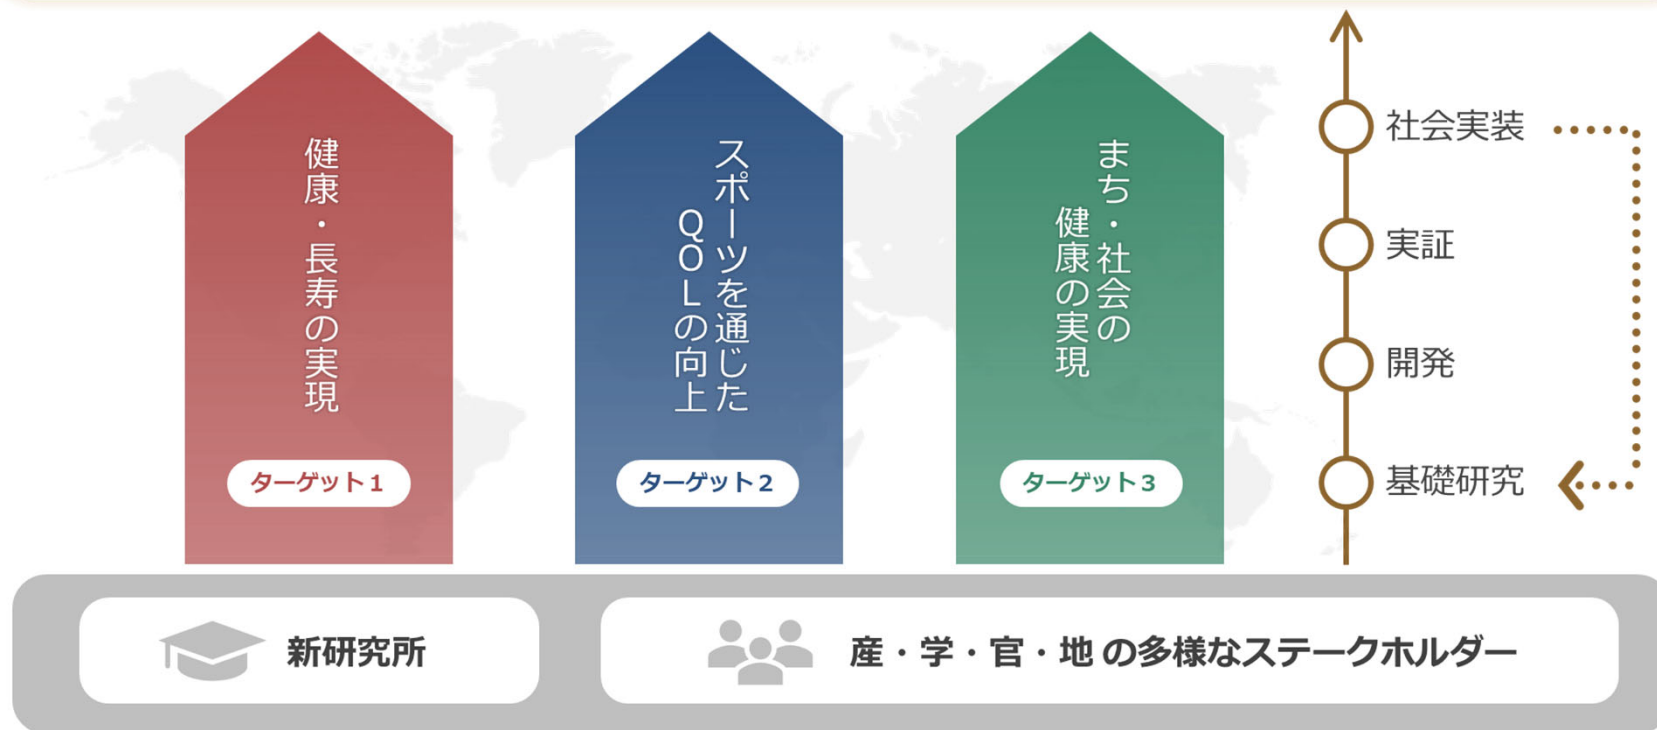 健康・長寿の実現
ターゲット1
スポーツを通じた
QOLの向上
ターゲット2
まち・社会の
健康の実現
ターゲット3
社会実装
実証
開発
基礎研究
新研究所
産・学・官・地 の多様なステークホルダー